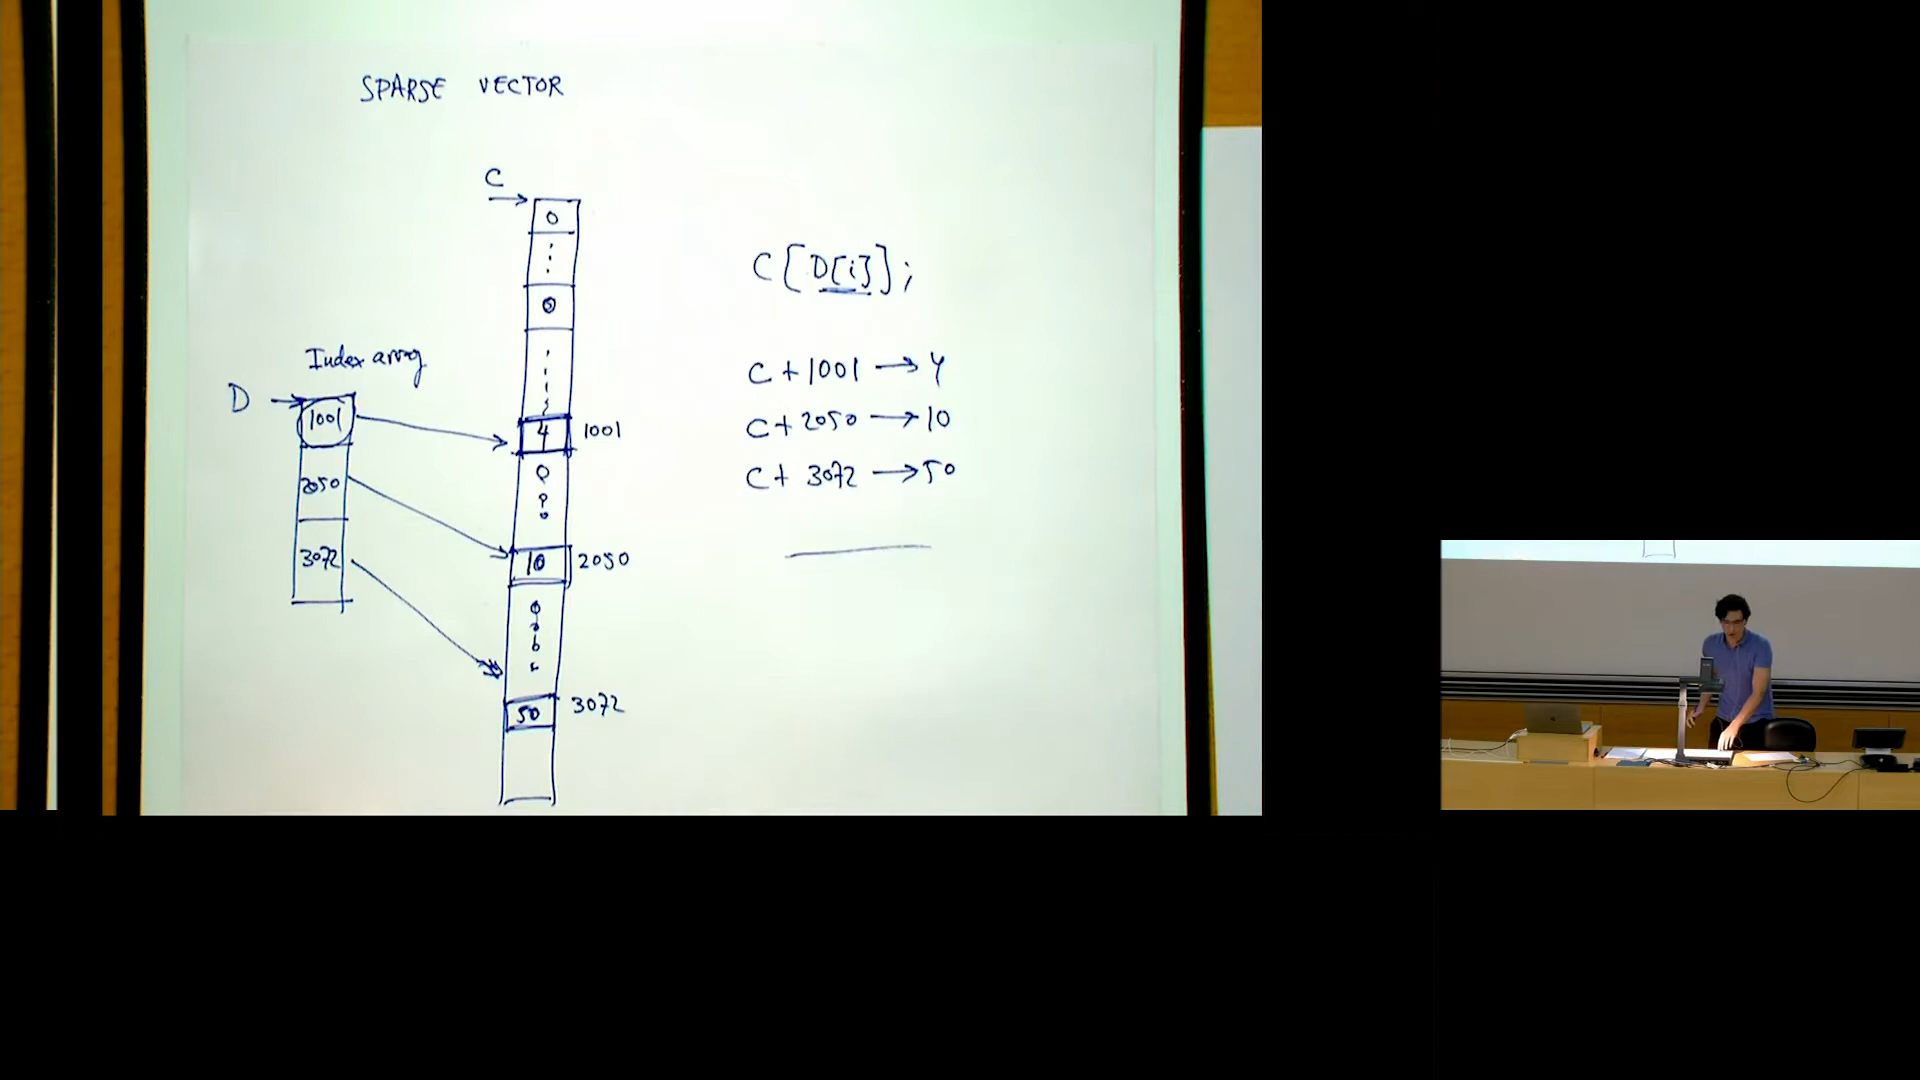 SPARSE VECTOR
C
0
0
C[D[i]];
Index array
D
1001
4
1001
C+1001 → 4
2050
0
C+2050 → 10
C+3072 → 50
3072
10
2050
50
3072